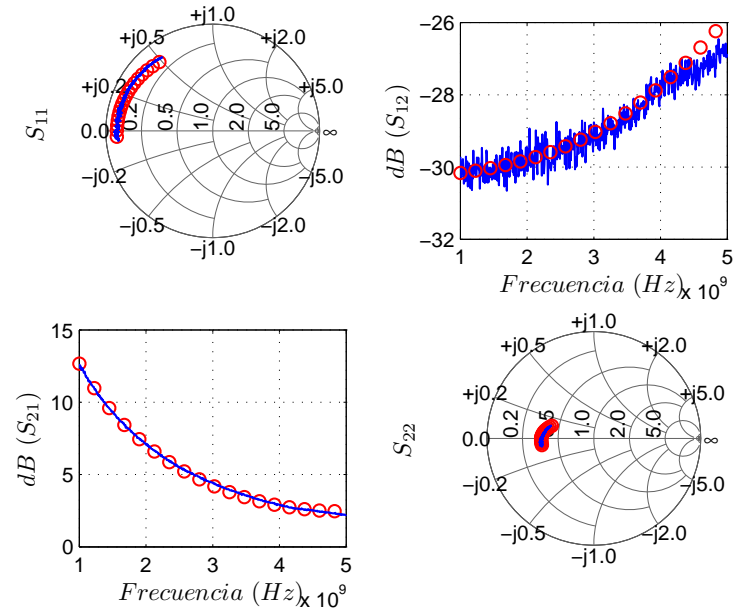 +j1.0
+j0.5
+j2.0
+j0.2
+j5.0
0.0
0.2
0.5
1.0
2.0
5.0
∞
−j0.2
−j5.0
−j0.5
−j2.0
−j1.0
S11
−26
−28
−30
−32
dB (S12)
1 2 3 4 5
Frecuencia (Hz) x 10^9
15
10
5
0
dB (S21)
1 2 3 4 5
Frecuencia (Hz) x 10^9
+j1.0
+j0.5
+j2.0
+j0.2
+j5.0
0.0
0.2
.5
1.0
2.0
5.0
∞
−j0.2
−j5.0
−j0.5
−j2.0
−j1.0
S22